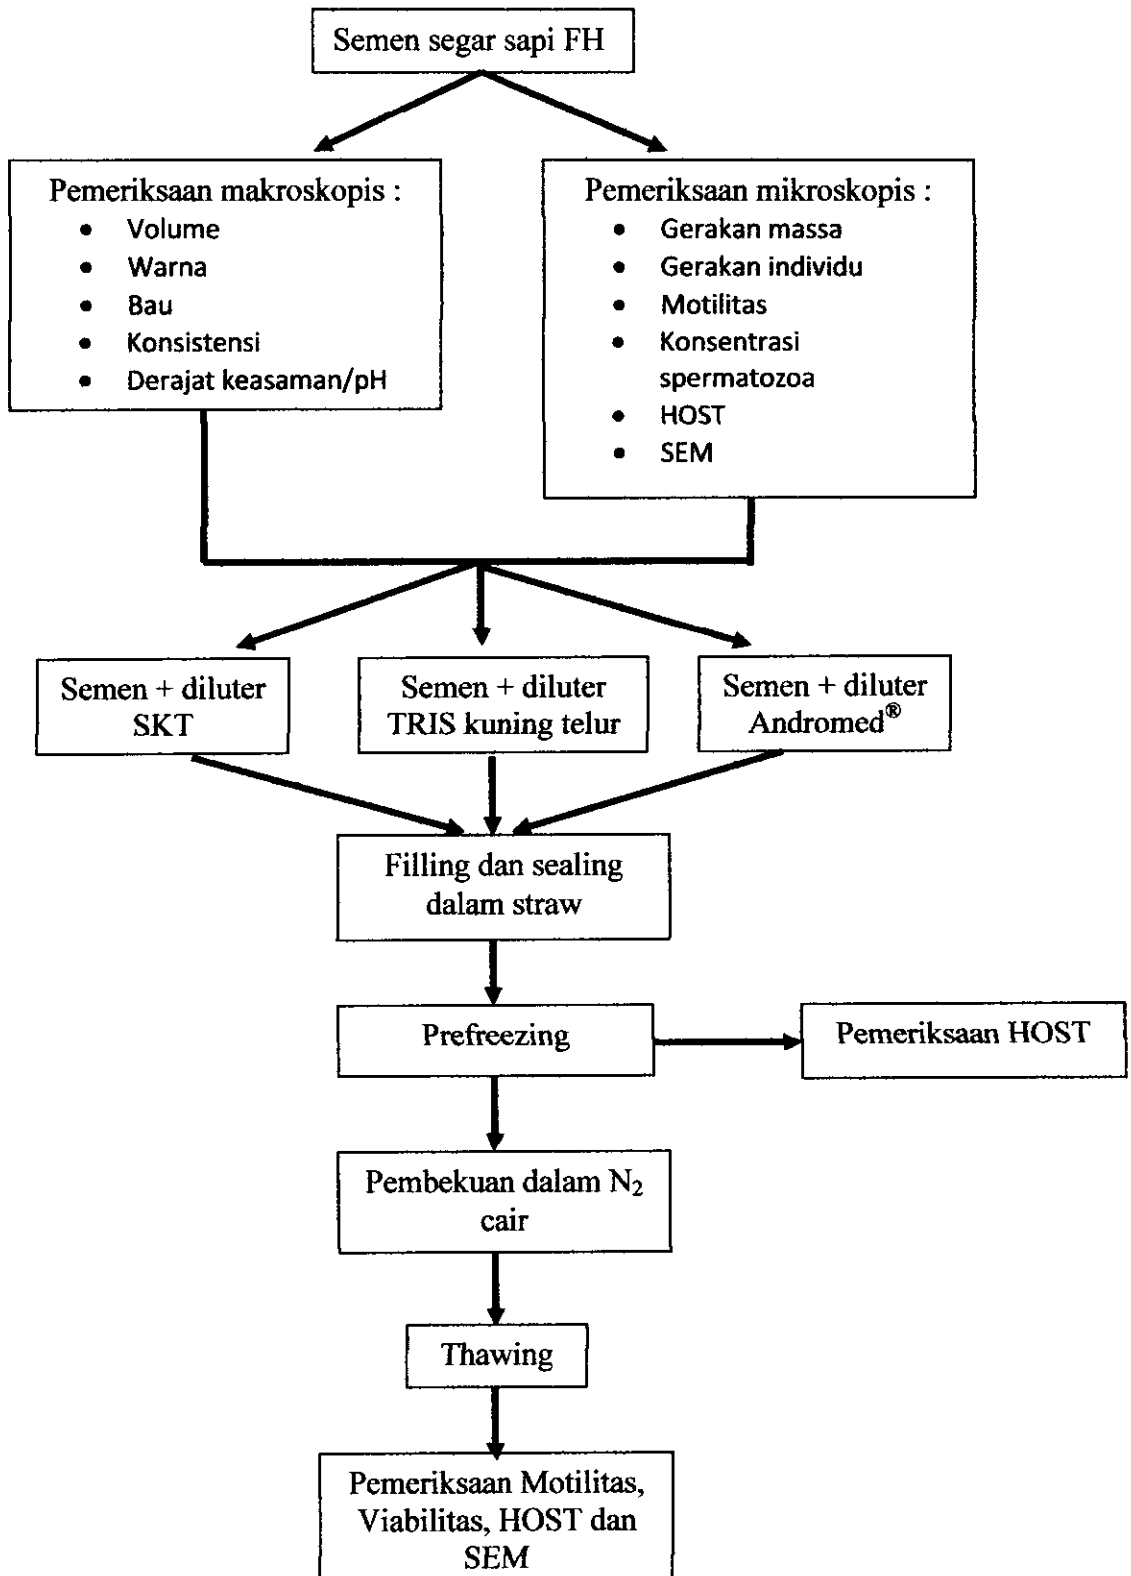 Semen segar sapi FH
Pemeriksaan makroskopis :
• Volume
• Warna
• Bau
• Konsistensi
• Derajat keasaman/pH
Pemeriksaan mikroskopis :
• Gerakan massa
• Gerakan individu
• Motilitas
• Konsentrasi
spermatozoa
• HOST
• SEM
Semen + diluter
SKT
Semen + diluter
TRIS kuning telur
Semen + diluter
Andromed®
Filling dan sealing
dalam straw
Prefreezing
Pemeriksaan HOST
Pembekuan dalam N₂
cair
Thawing
Pemeriksaan Motilitas,
Viabilitas, HOST dan
SEM